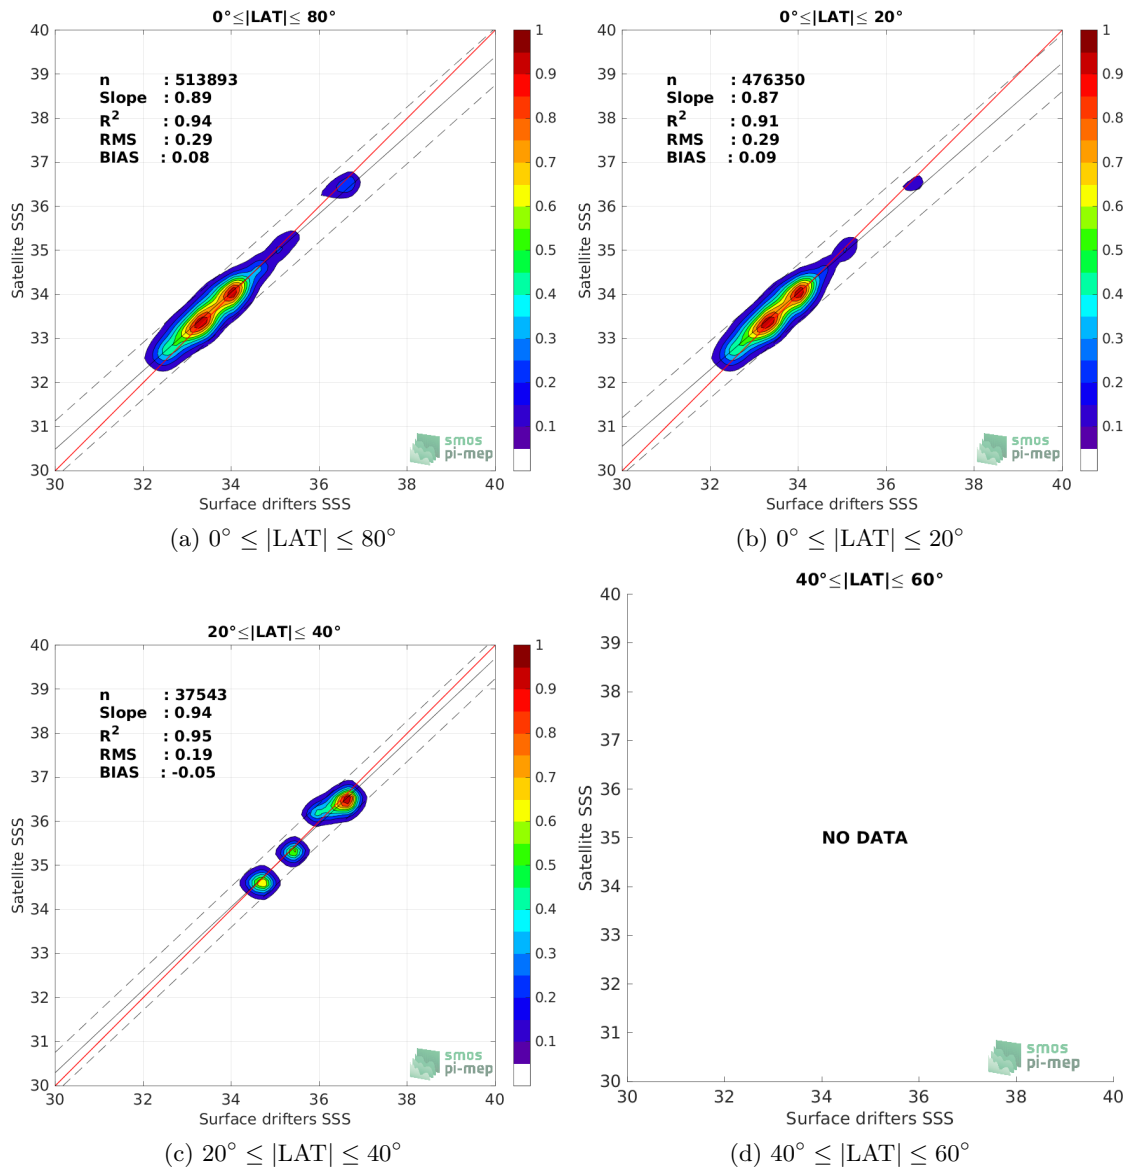 0°≤|LAT|≤ 80°
40
39
38
37
36
35
34
33
32
31
30
Satellite SSS
n : 513893
Slope : 0.89
R2 : 0.94
RMS : 0.29
BIAS : 0.08
30 32 34 36 38 40
Surface drifters SSS
smos
pi-mep
1
0.9
0.8
0.7
0.6
0.5
0.4
0.3
0.2
0.1
(a) 0° ≤ |LAT| ≤ 80°
0°≤|LAT|≤ 20°
40
39
38
37
36
35
34
33
32
31
30
Satellite SSS
n : 476350
Slope : 0.87
R2 : 0.91
RMS : 0.29
BIAS : 0.09
30 32 34 36 38 40
Surface drifters SSS
smos
pi-mep
1
0.9
0.8
0.7
0.6
0.5
0.4
0.3
0.2
0.1
(b) 0° ≤ |LAT| ≤ 20°
20°≤|LAT|≤ 40°
40
39
38
37
36
35
34
33
32
31
30
Satellite SSS
n : 37543
Slope : 0.94
R2 : 0.95
RMS : 0.19
BIAS : -0.05
30 32 34 36 38 40
Surface drifters SSS
smos
pi-mep
1
0.9
0.8
0.7
0.6
0.5
0.4
0.3
0.2
0.1
(c) 20° ≤ |LAT| ≤ 40°
40°≤|LAT|≤ 60°
40
39
38
37
36
35
34
33
32
31
30
Satellite SSS
NO DATA
30 32 34 36 38 40
Surface drifters SSS
smos
pi-mep
(d) 40° ≤ |LAT| ≤ 60°